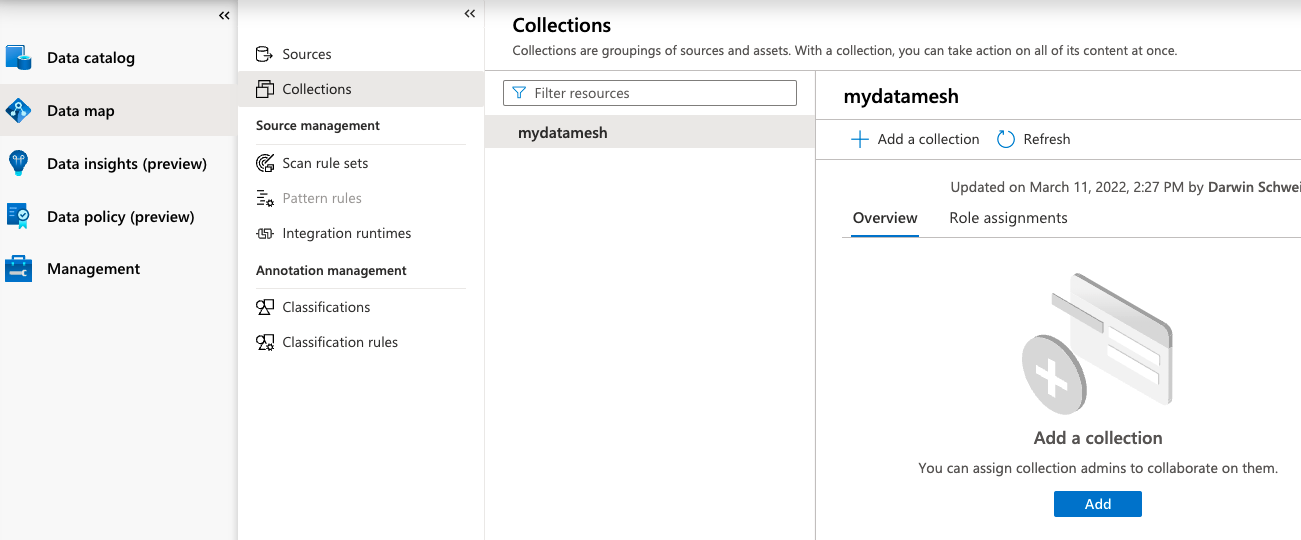 Data catalog
Data map
Data insights (preview)
Data policy (preview)
Management
Sources
Collections
Source management
Scan rule sets
Pattern rules
Integration runtimes
Annotation management
Classifications
Classification rules
Collections
Collections are groupings of sources and assets. With a collection, you can take action on all of its content at once.
Filter resources
mydatamesh
mydatamesh
Add a collection Refresh
Updated on March 11, 2022, 2:27 PM by Darwin Schwei
Overview Role assignments
Add a collection
You can assign collection admins to collaborate on them.
Add